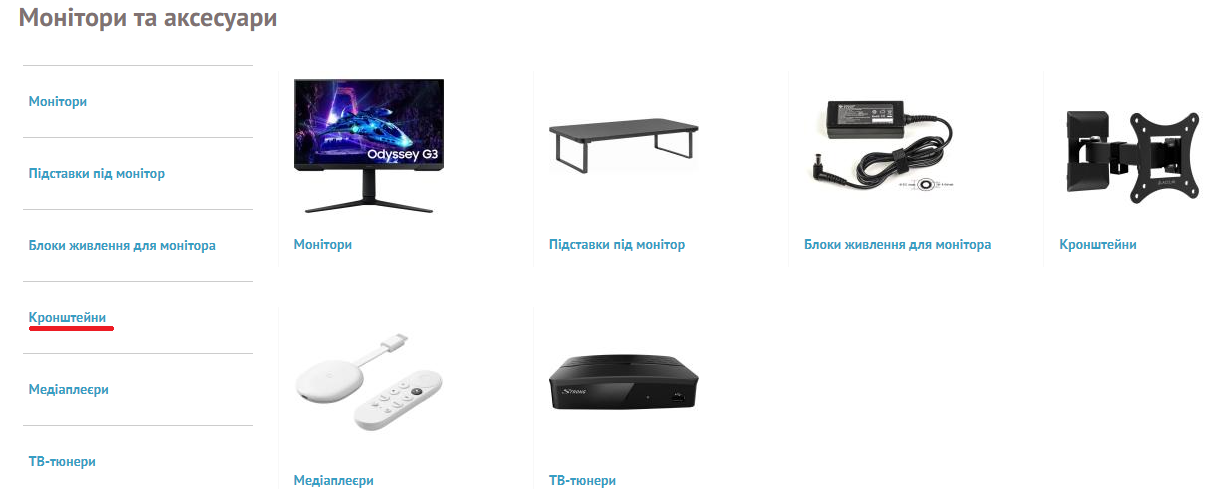 Монітори та аксесуари
Монітори
Підставки під монітор
Блоки живлення для монітора
Кронштейни
Медіаплеєри
ТВ-тюнери
Odyssey G3
Монітори
Підставки під монітор
Блоки живлення для монітора
Кронштейни
STRONG
Медіаплеєри
ТВ-тюнери